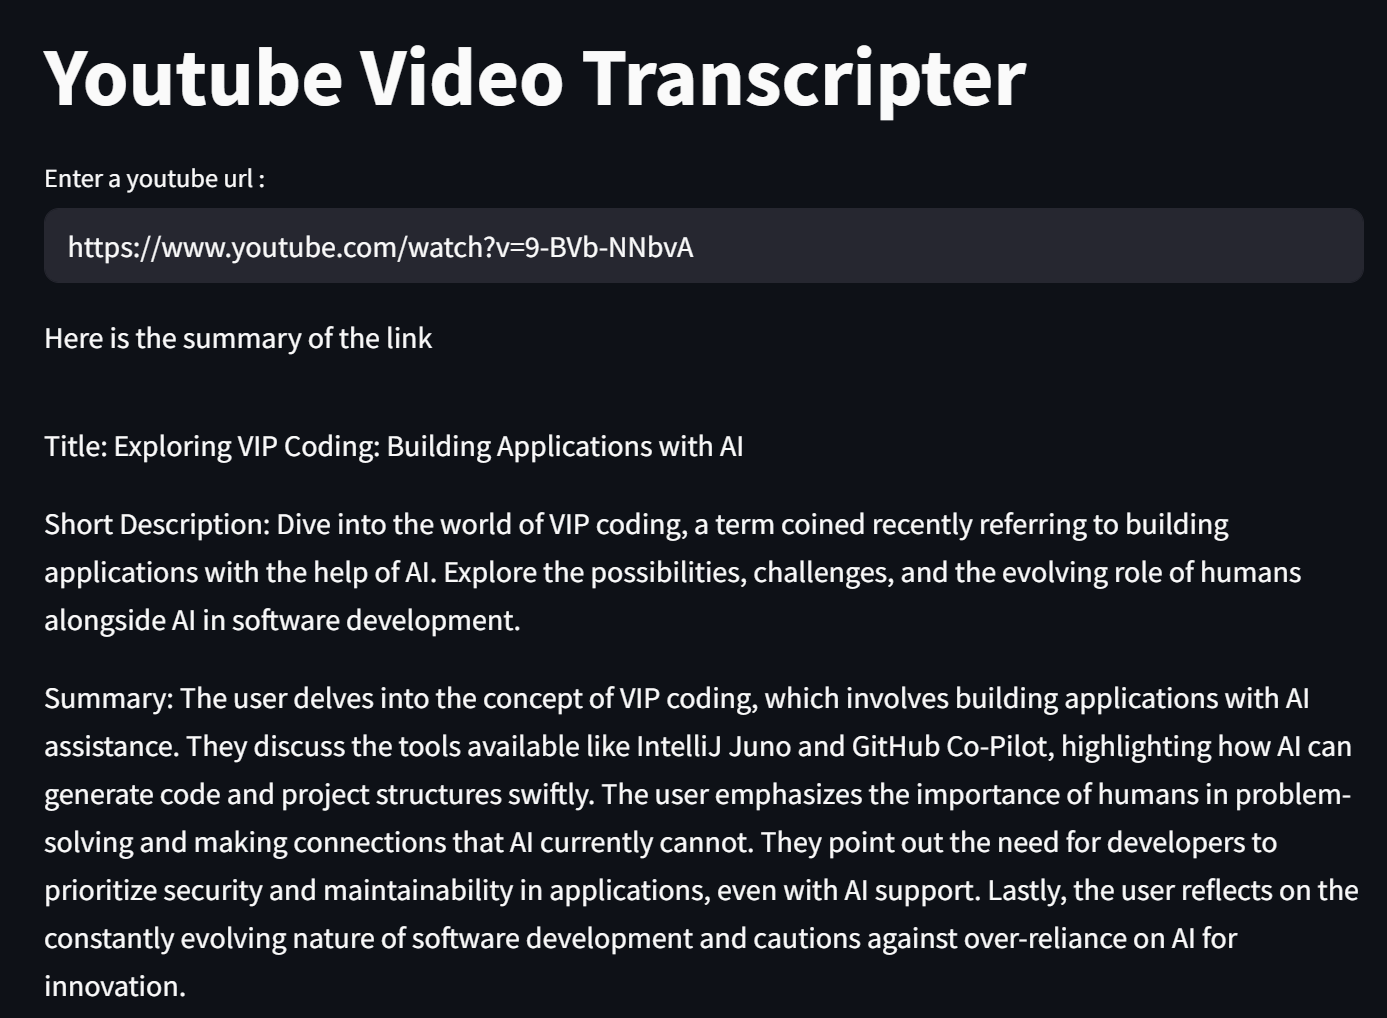 Youtube Video Transcripter
Enter a youtube url :
https://www.youtube.com/watch?v=9-BVb-NNbvA
Here is the summary of the link
Title: Exploring VIP Coding: Building Applications with AI
Short Description: Dive into the world of VIP coding, a term coined recently referring to building
applications with the help of AI. Explore the possibilities, challenges, and the evolving role of humans
alongside AI in software development.
Summary: The user delves into the concept of VIP coding, which involves building applications with AI
assistance. They discuss the tools available like IntelliJ Juno and GitHub Co-Pilot, highlighting how AI can
generate code and project structures swiftly. The user emphasizes the importance of humans in problem-
solving and making connections that AI currently cannot. They point out the need for developers to
prioritize security and maintainability in applications, even with AI support. Lastly, the user reflects on the
constantly evolving nature of software development and cautions against over-reliance on AI for
innovation.